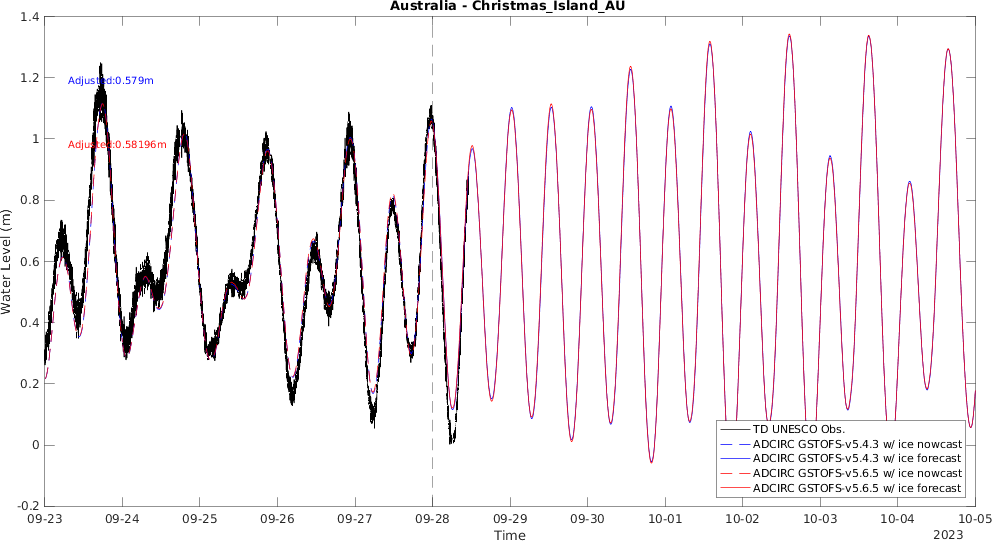 Australia - Christmas_Island_AU
1.4
1.2
1
0.8
0.6
0.4
0.2
0
-0.2
Water Level (m)
Adjusted:0.579m
Adjusted:0.58196m
TD UNESCO Obs.
ADCIRC GSTOFS-v5.4.3 w/ ice nowcast
ADCIRC GSTOFS-v5.4.3 w/ ice forecast
ADCIRC GSTOFS-v5.6.5 w/ ice nowcast
ADCIRC GSTOFS-v5.6.5 w/ ice forecast
09-23 09-24 09-25 09-26 09-27 09-28 09-29 09-30 10-01 10-02 10-03 10-04 10-05
Time
2023